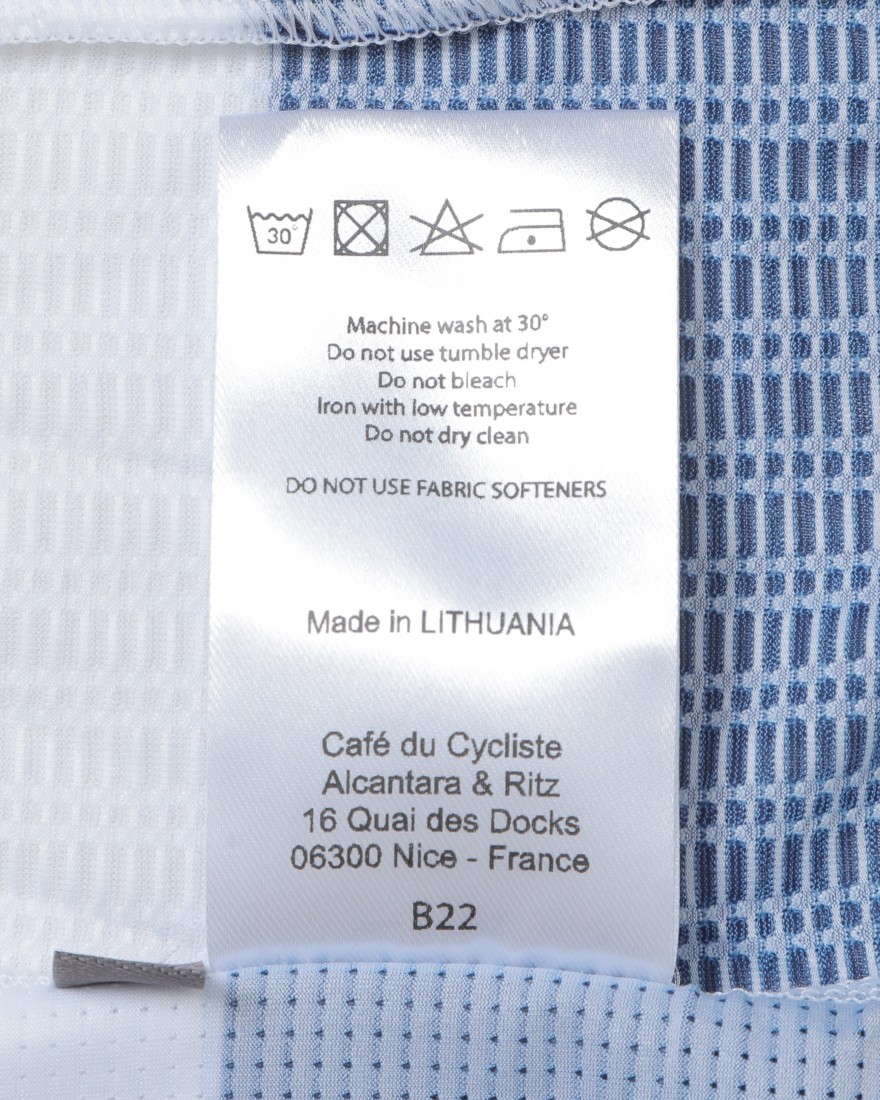 30°
Machine wash at 30°
Do not use tumble dryer
Do not bleach
Iron with low temperature
Do not dry clean
DO NOT USE FABRIC SOFTENERS
Made in LITHUANIA
Café du Cycliste
Alcantara & Ritz
16 Quai des Docks
06300 Nice - France
B22